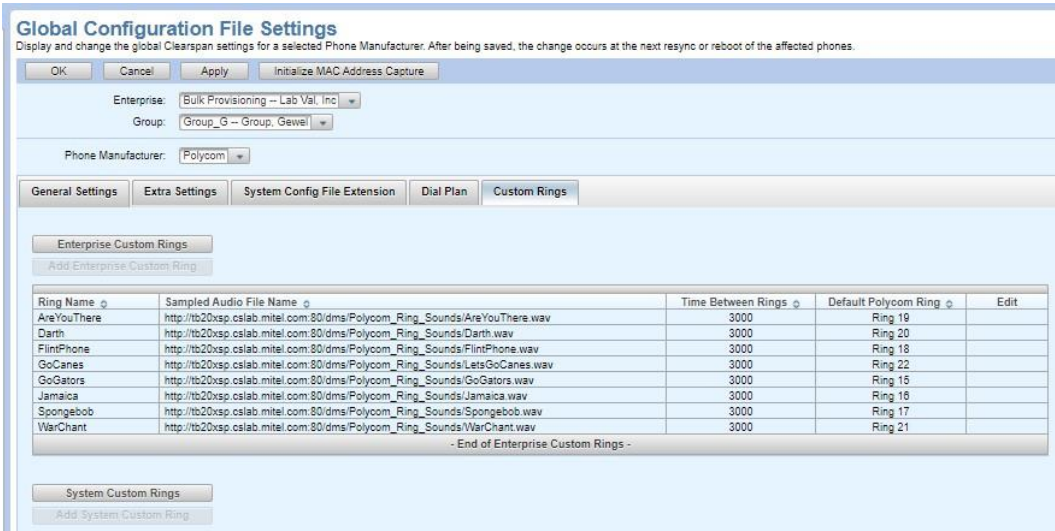 Global Configuration File Settings
Display and change the global Clearspan settings for a selected Phone Manufacturer. After being saved, the change occurs at the next resync or reboot of the affected phones.
OK Cancel Apply Initialize MAC Address Capture
Enterprise: Bulk Provisioning -- Lab Val, Inc
Group: Group_G -- Group, Gewel
Phone Manufacturer: Polycom
General Settings Extra Settings System Config File Extension Dial Plan Custom Rings
Enterprise Custom Rings
Add Enterprise Custom Ring
Ring Name Sampled Audio File Name Time Between Rings Default Polycom Ring Edit
AreYouThere http://tb20xsp.cslab.mitel.com:80/dms/Polycom_Ring_Sounds/AreYouThere.wav 3000 Ring 19
Darth http://tb20xsp.cslab.mitel.com:80/dms/Polycom_Ring_Sounds/Darth.wav 3000 Ring 20
FlintPhone http://tb20xsp.cslab.mitel.com:80/dms/Polycom_Ring_Sounds/FlintPhone.wav 3000 Ring 18
GoCanes http://tb20xsp.cslab.mitel.com:80/dms/Polycom_Ring_Sounds/LetsGoCanes.wav 3000 Ring 22
GoGators http://tb20xsp.cslab.mitel.com:80/dms/Polycom_Ring_Sounds/GoGators.wav 3000 Ring 15
Jamaica http://tb20xsp.cslab.mitel.com:80/dms/Polycom_Ring_Sounds/Jamaica.wav 3000 Ring 16
Spongebob http://tb20xsp.cslab.mitel.com:80/dms/Polycom_Ring_Sounds/Spongebob.wav 3000 Ring 17
WarChant http://tb20xsp.cslab.mitel.com:80/dms/Polycom_Ring_Sounds/WarChant.wav 3000 Ring 21
- End of Enterprise Custom Rings -
System Custom Rings
Add System Custom Ring